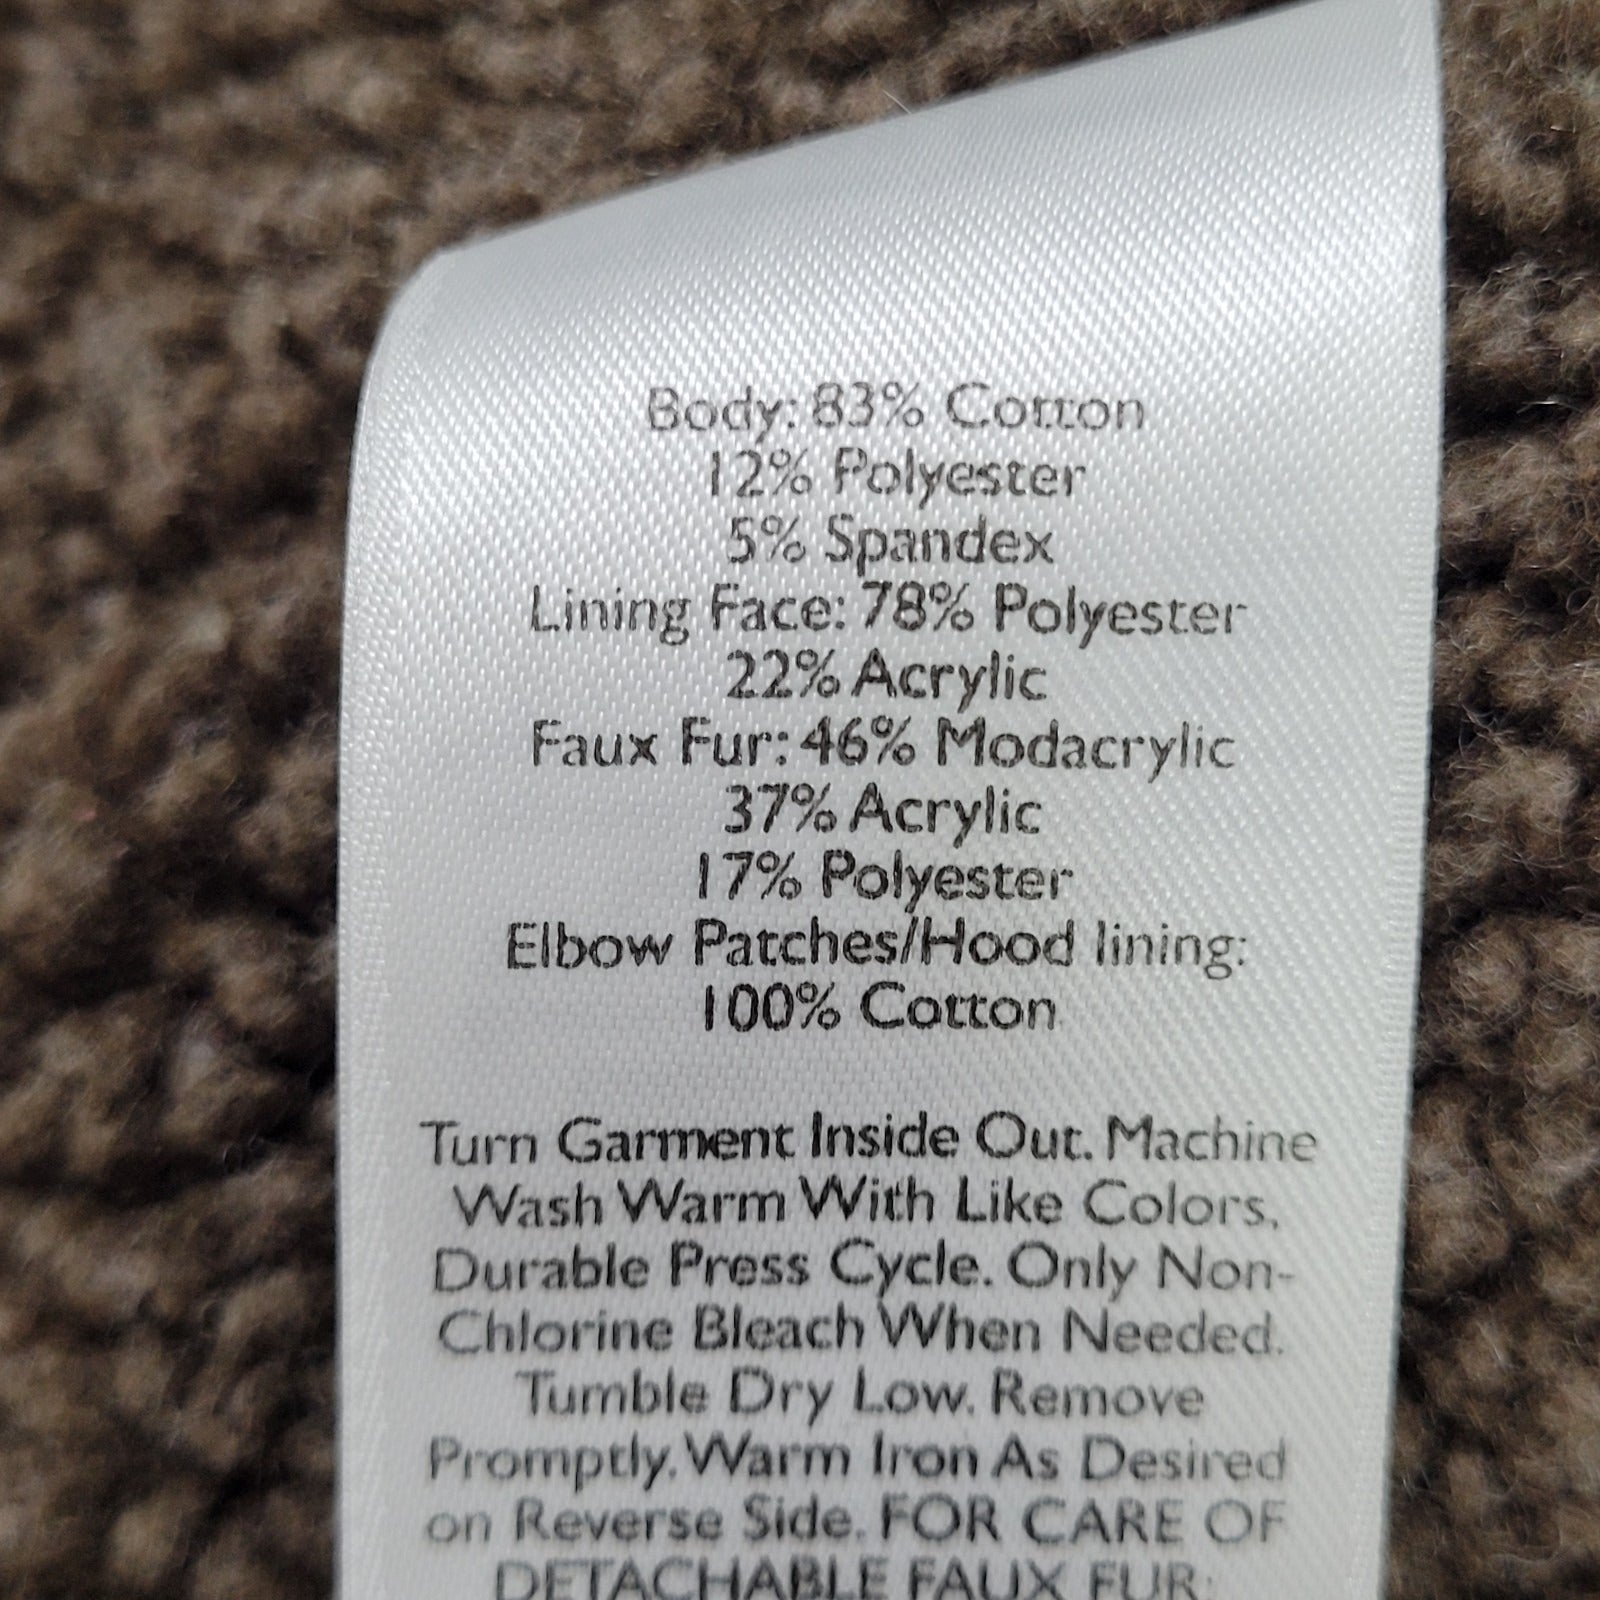 Body: 83% Cotton
12% Polyester
5% Spandex
Lining Face: 78% Polyester
22% Acrylic
Faux Fur: 46% Modacrylic
37% Acrylic
17% Polyester
Elbow Patches/Hood lining:
100% Cotton
Turn Garment Inside Out. Machine
Wash Warm With Like Colors,
Durable Press Cycle. Only Non-
Chlorine Bleach When Needed.
Tumble Dry Low. Remove
Promptly. Warm Iron As Desired
on Reverse Side. FOR CARE OF
DETACHABLE FAUX FUR: